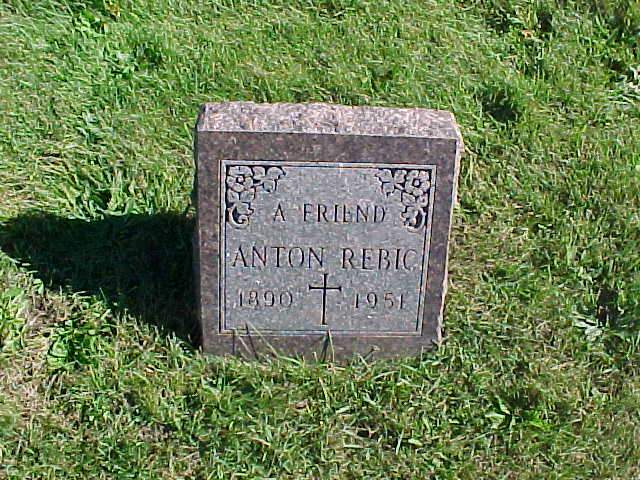 A FRIEND
ANTON REBIC
1890 1951